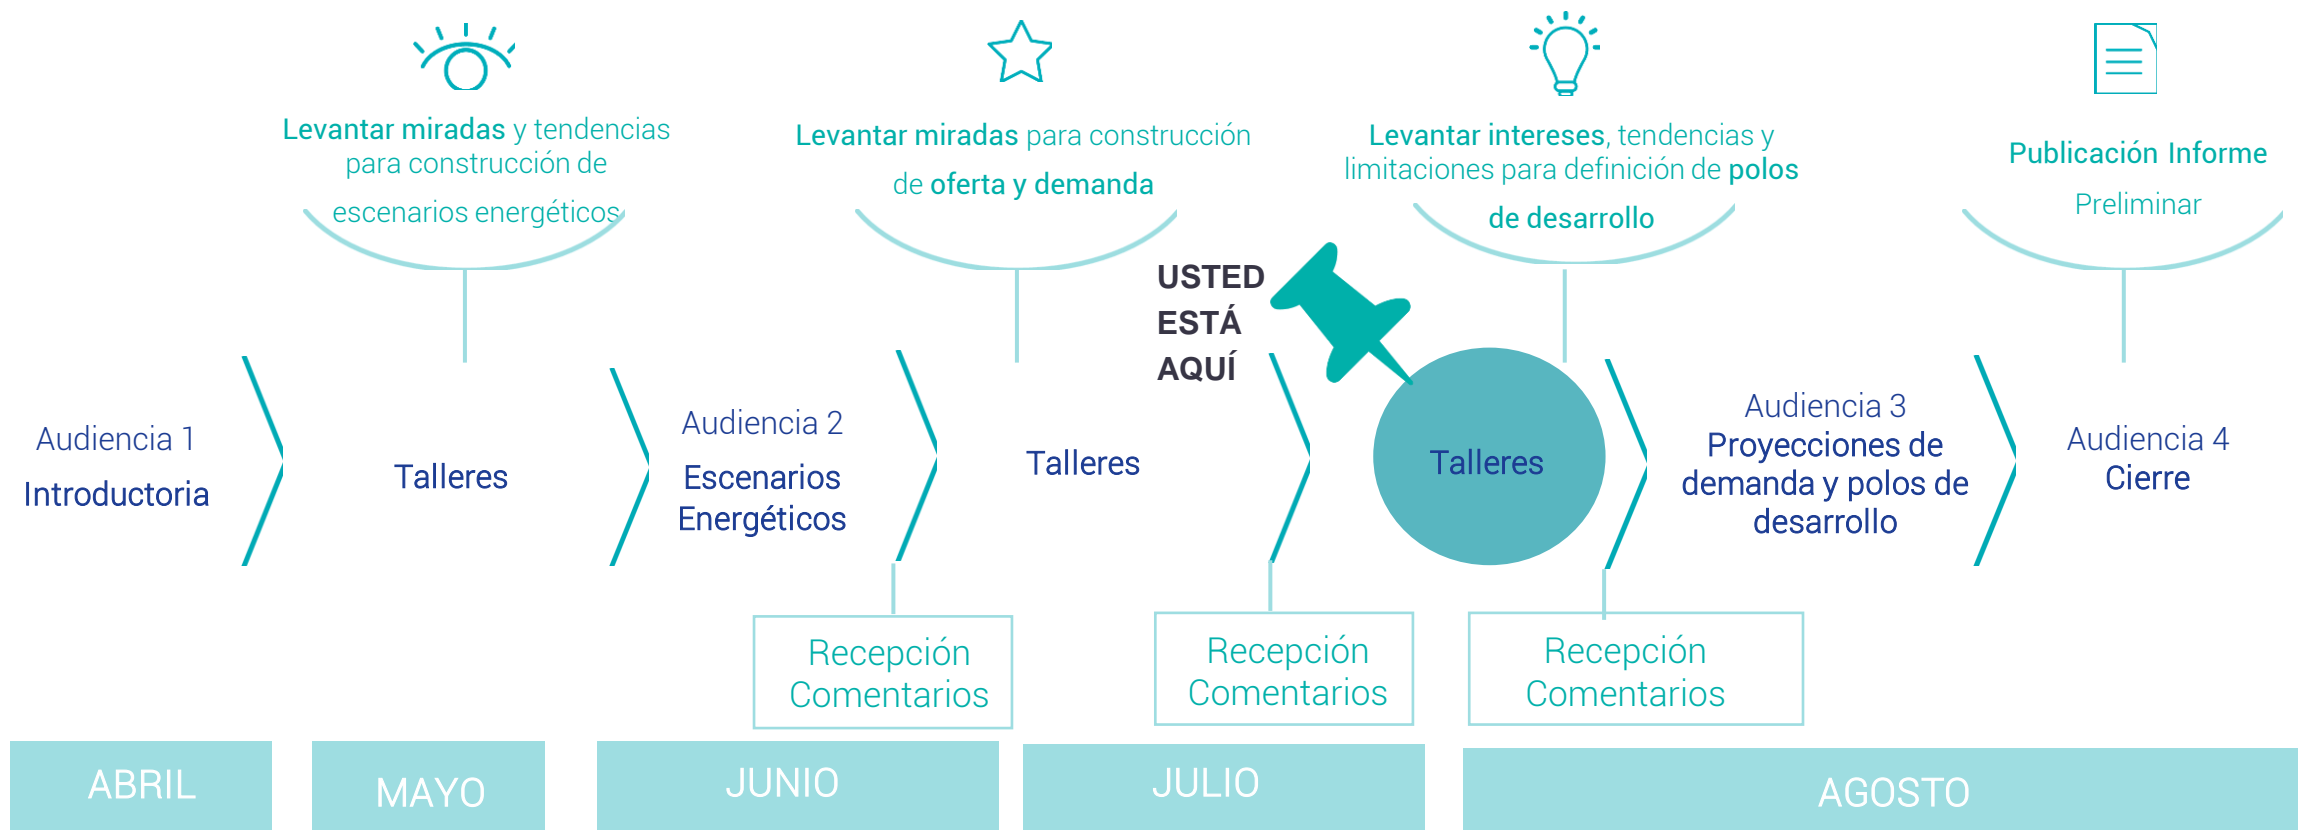 Levantar miradas y tendencias
para construcción de
escenarios energéticos
Levantar miradas para construcción
de oferta y demanda
Levantar intereses, tendencias y
limitaciones para definición de polos
de desarrollo
Publicación Informe
Preliminar
USTED
ESTÁ
AQUÍ
Audiencia 1
Introductoria
Talleres
Audiencia 2
Escenarios
Energéticos
Talleres
Talleres
Audiencia 3
Proyecciones de
demanda y polos de
desarrollo
Audiencia 4
Cierre
Recepción
Comentarios
Recepción
Comentarios
Recepción
Comentarios
ABRIL
MAYO
JUNIO
JULIO
AGOSTO